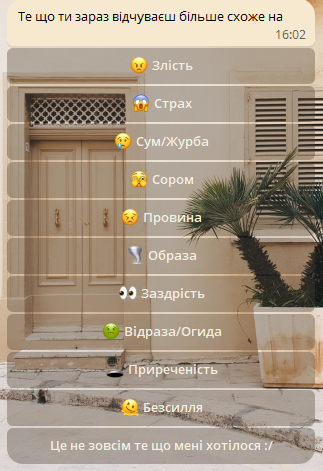 Те що ти зараз відчуваєш більше схоже на
16:02
😠 Злість
😱 Страх
😢 Сум/Журба
🫣 Сором
😟 Провина
🌪 Образа
👀 Заздрість
🤢 Відраза/Огида
🕳 Приреченість
🫠 Безсилля
Це не зовсім те що мені хотілося :/